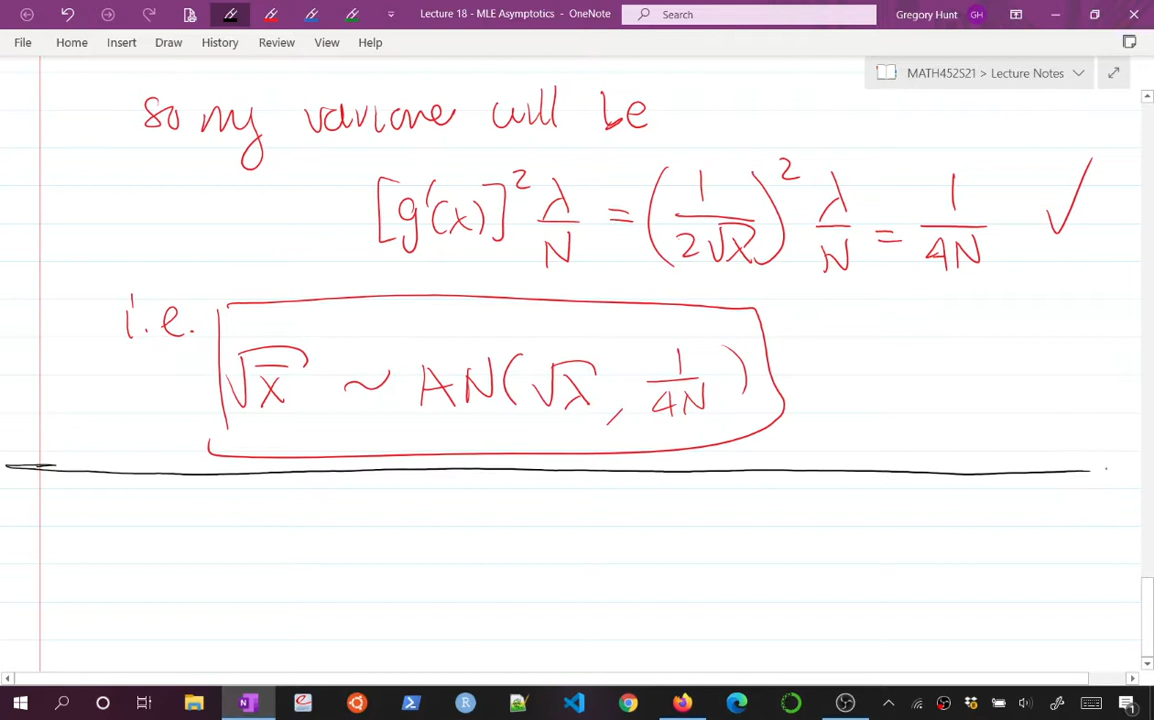 Lecture 18 - MLE Asymptotics - OneNote
Search
Gregory Hunt
GH
File Home Insert Draw History Review View Help
MATH452S21 > Lecture Notes
so my variance will be
[g'(x)]² λ/N = (1/(2√x))² λ/N = 1/(4N) ✓
i.e.
√x̄ ~ AN(√λ, 1/(4N))
1